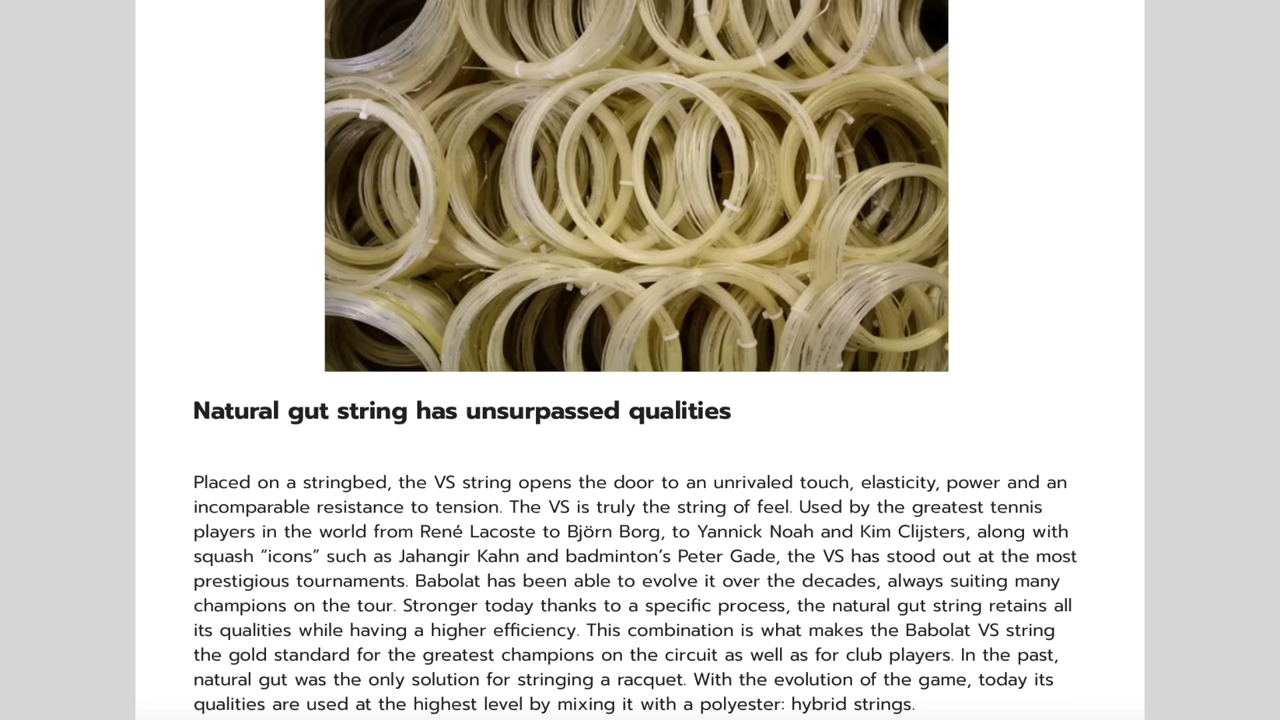 Natural gut string has unsurpassed qualities
Placed on a stringbed, the VS string opens the door to an unrivaled touch, elasticity, power and an
incomparable resistance to tension. The VS is truly the string of feel. Used by the greatest tennis
players in the world from René Lacoste to Björn Borg, to Yannick Noah and Kim Clijsters, along with
squash “icons” such as Jahangir Kahn and badminton’s Peter Gade, the VS has stood out at the most
prestigious tournaments. Babolat has been able to evolve it over the decades, always suiting many
champions on the tour. Stronger today thanks to a specific process, the natural gut string retains all
its qualities while having a higher efficiency. This combination is what makes the Babolat VS string
the gold standard for the greatest champions on the circuit as well as for club players. In the past,
natural gut was the only solution for stringing a racquet. With the evolution of the game, today its
qualities are used at the highest level by mixing it with a polyester: hybrid strings.